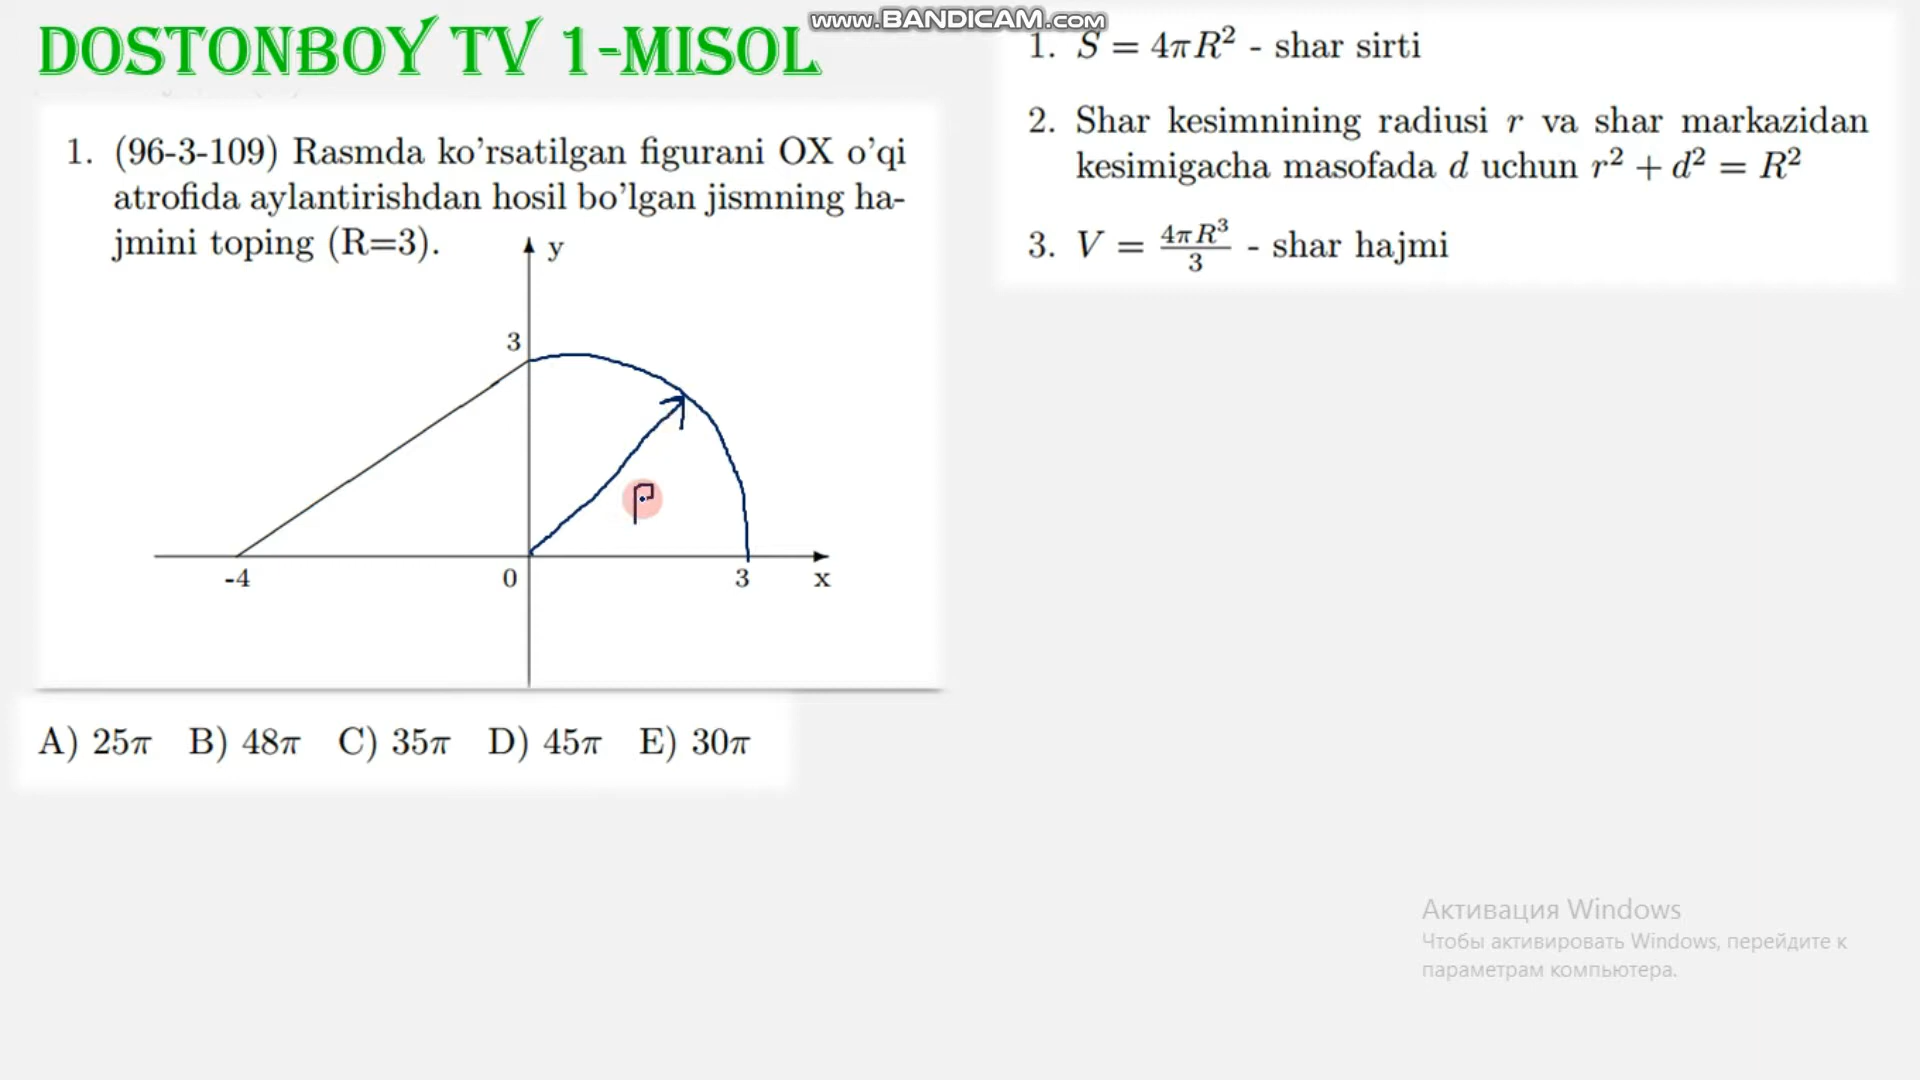 www.BANDICAM.com
DOSTONBOY TV 1-MISOL
1. (96-3-109) Rasmda ko'rsatilgan figurani OX o'qi
atrofida aylantirishdan hosil bo'lgan jismning ha-
jmini toping (R=3).
y
3
-4
0
3
x
A) 25π B) 48π C) 35π D) 45π E) 30π
1. S = 4πR² - shar sirti
2. Shar kesimnining radiusi r va shar markazidan
kesimigacha masofada d uchun r² + d² = R²
3. V = 4πR³/3 - shar hajmi
Активация Windows
Чтобы активировать Windows, перейдите к
параметрам компьютера.